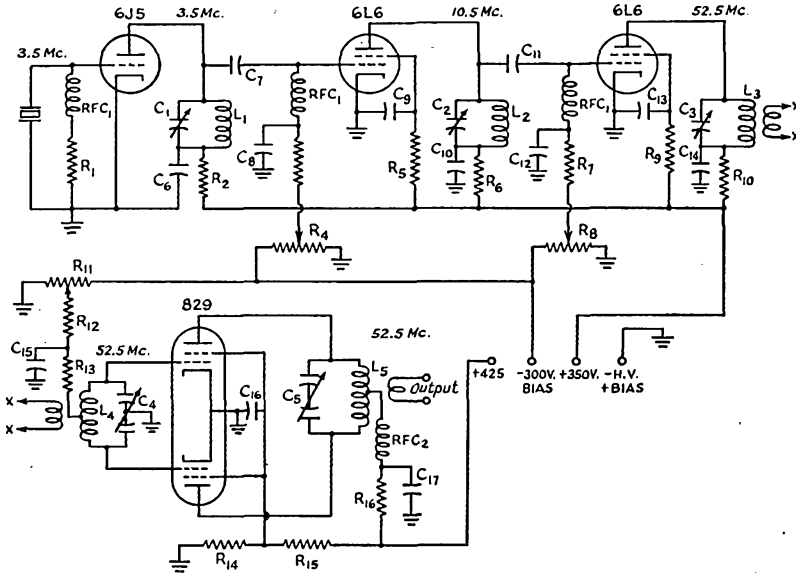 6J5 3.5 Mc. 6L6 10.5 Mc. 6L6 52.5 Mc.
3.5 Mc.
C7 C11 L3
RFC1 C1 L1 RFC1 C9 C2 L2 RFC1 C13 C3 X
X
R1 C6 R2 C8 R5 C10 R6 C12 R7 R9 C14 R10
R4 R8
R11
829
R12 52.5 Mc.
C15 52.5 Mc. L5 +425 -300V. +350V. -H.V.
BIAS +BIAS
R13 C16 C5 Output
X L4 C4
X RFC2
R16 C17
R14 R15